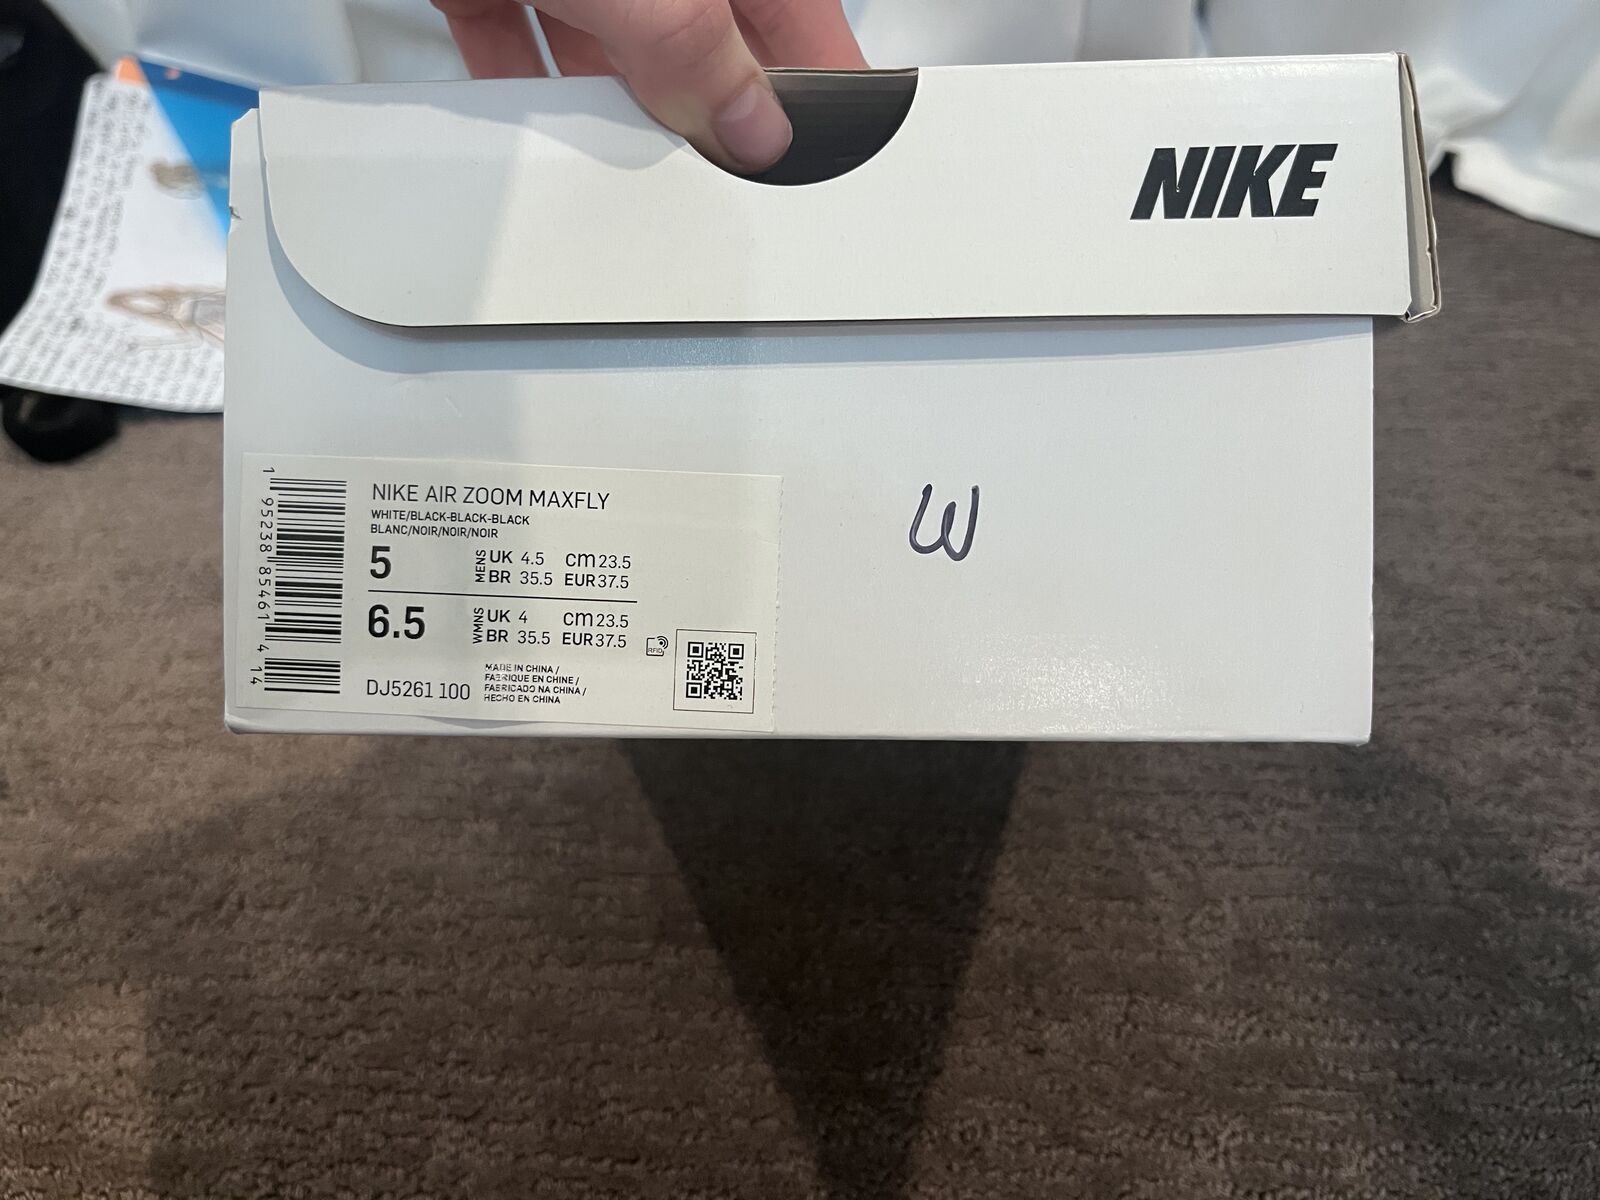 NIKE
NIKE AIR ZOOM MAXFLY
WHITE/BLACK-BLACK-BLACK
BLANC/NOIR/NOIR/NOIR
5 MENS UK 4.5 cm 23.5
BR 35.5 EUR 37.5
6.5 WMNS UK 4 cm 23.5
BR 35.5 EUR 37.5
RFID
MADE IN CHINA /
FABRIQUE EN CHINE /
FABRICADO NA CHINA /
HECHO EN CHINA
DJ5261 100
1 95238 85461 4 14
W